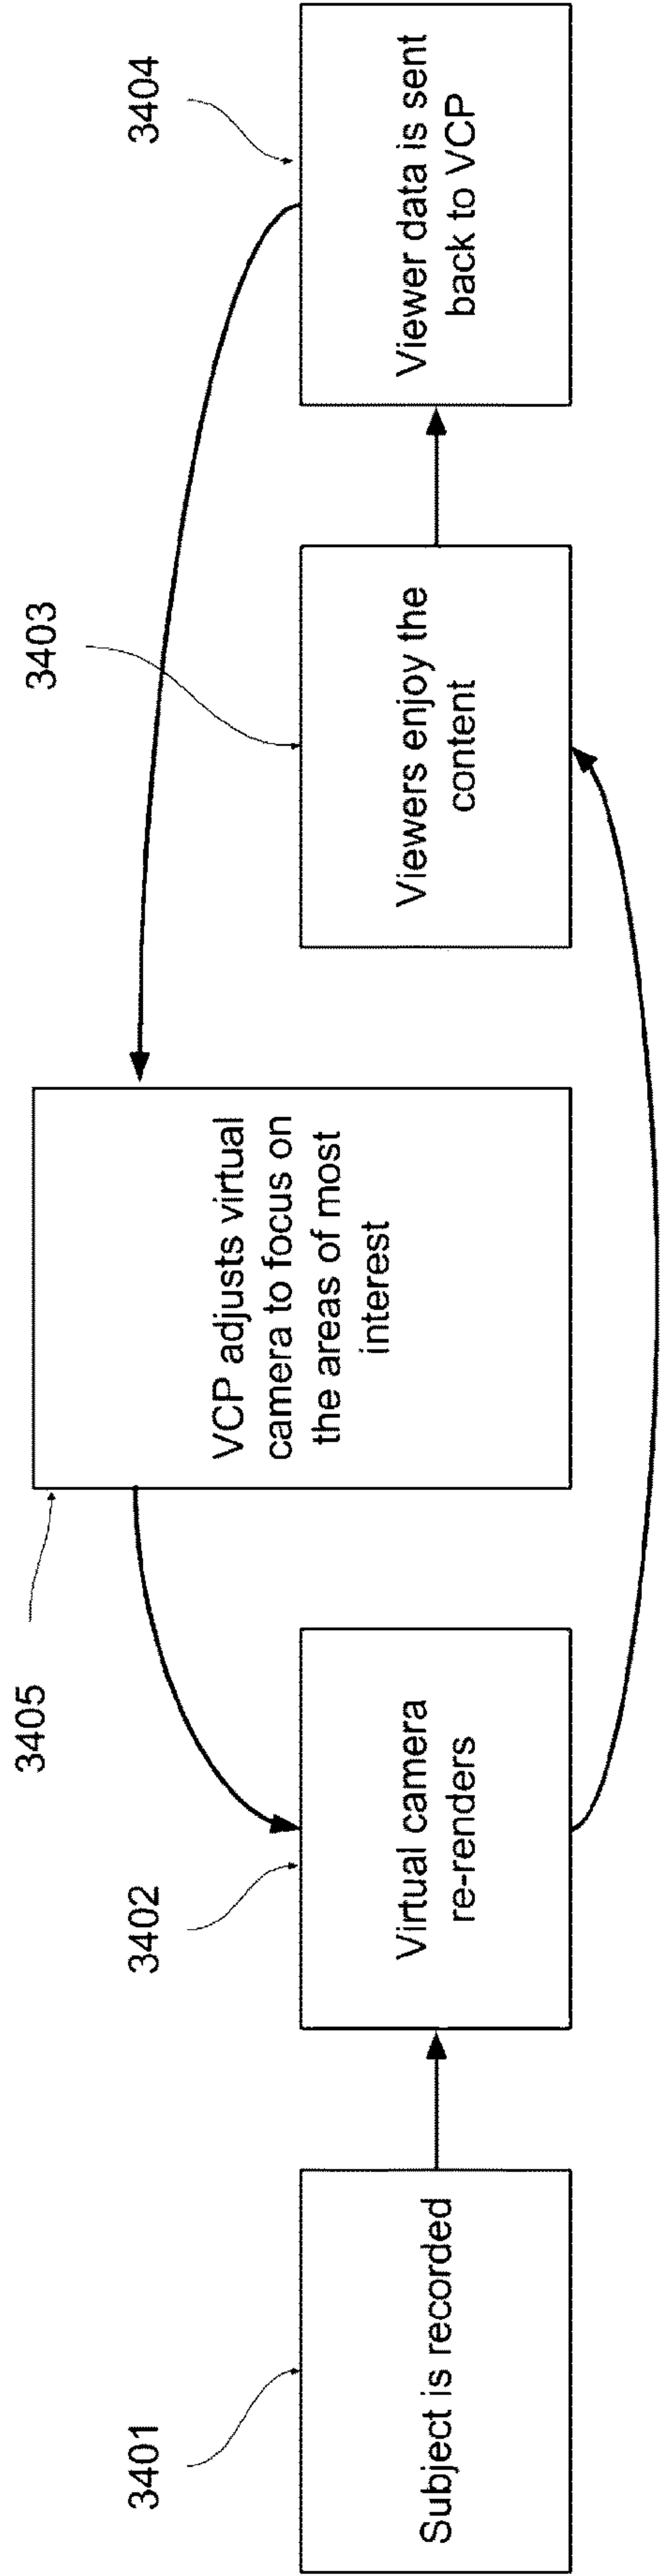 3401
Subject is recorded
3402
Virtual camera
re-renders
3405
VCP adjusts virtual
camera to focus on
the areas of most
interest
3403
Viewers enjoy the
content
3404
Viewer data is sent
back to VCP